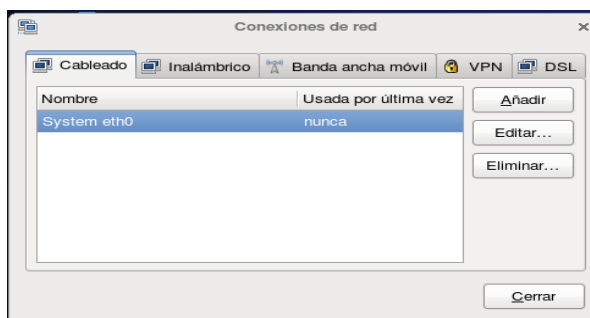 Conexiones de red
Cableado Inalámbrico Banda ancha móvil VPN DSL
Nombre Usada por última vez Añadir
System eth0 nunca Editar...
Eliminar...
Cerrar